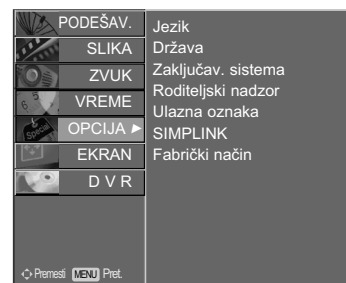 PODEŠAV.
SLIKA
ZVUK
VREME
OPCIJA ►
EKRAN
D V R
Jezik
Država
Zaključav. sistema
Roditeljski nadzor
Ulazna oznaka
SIMPLINK
Fabrički način
Premesti MENU Pret.